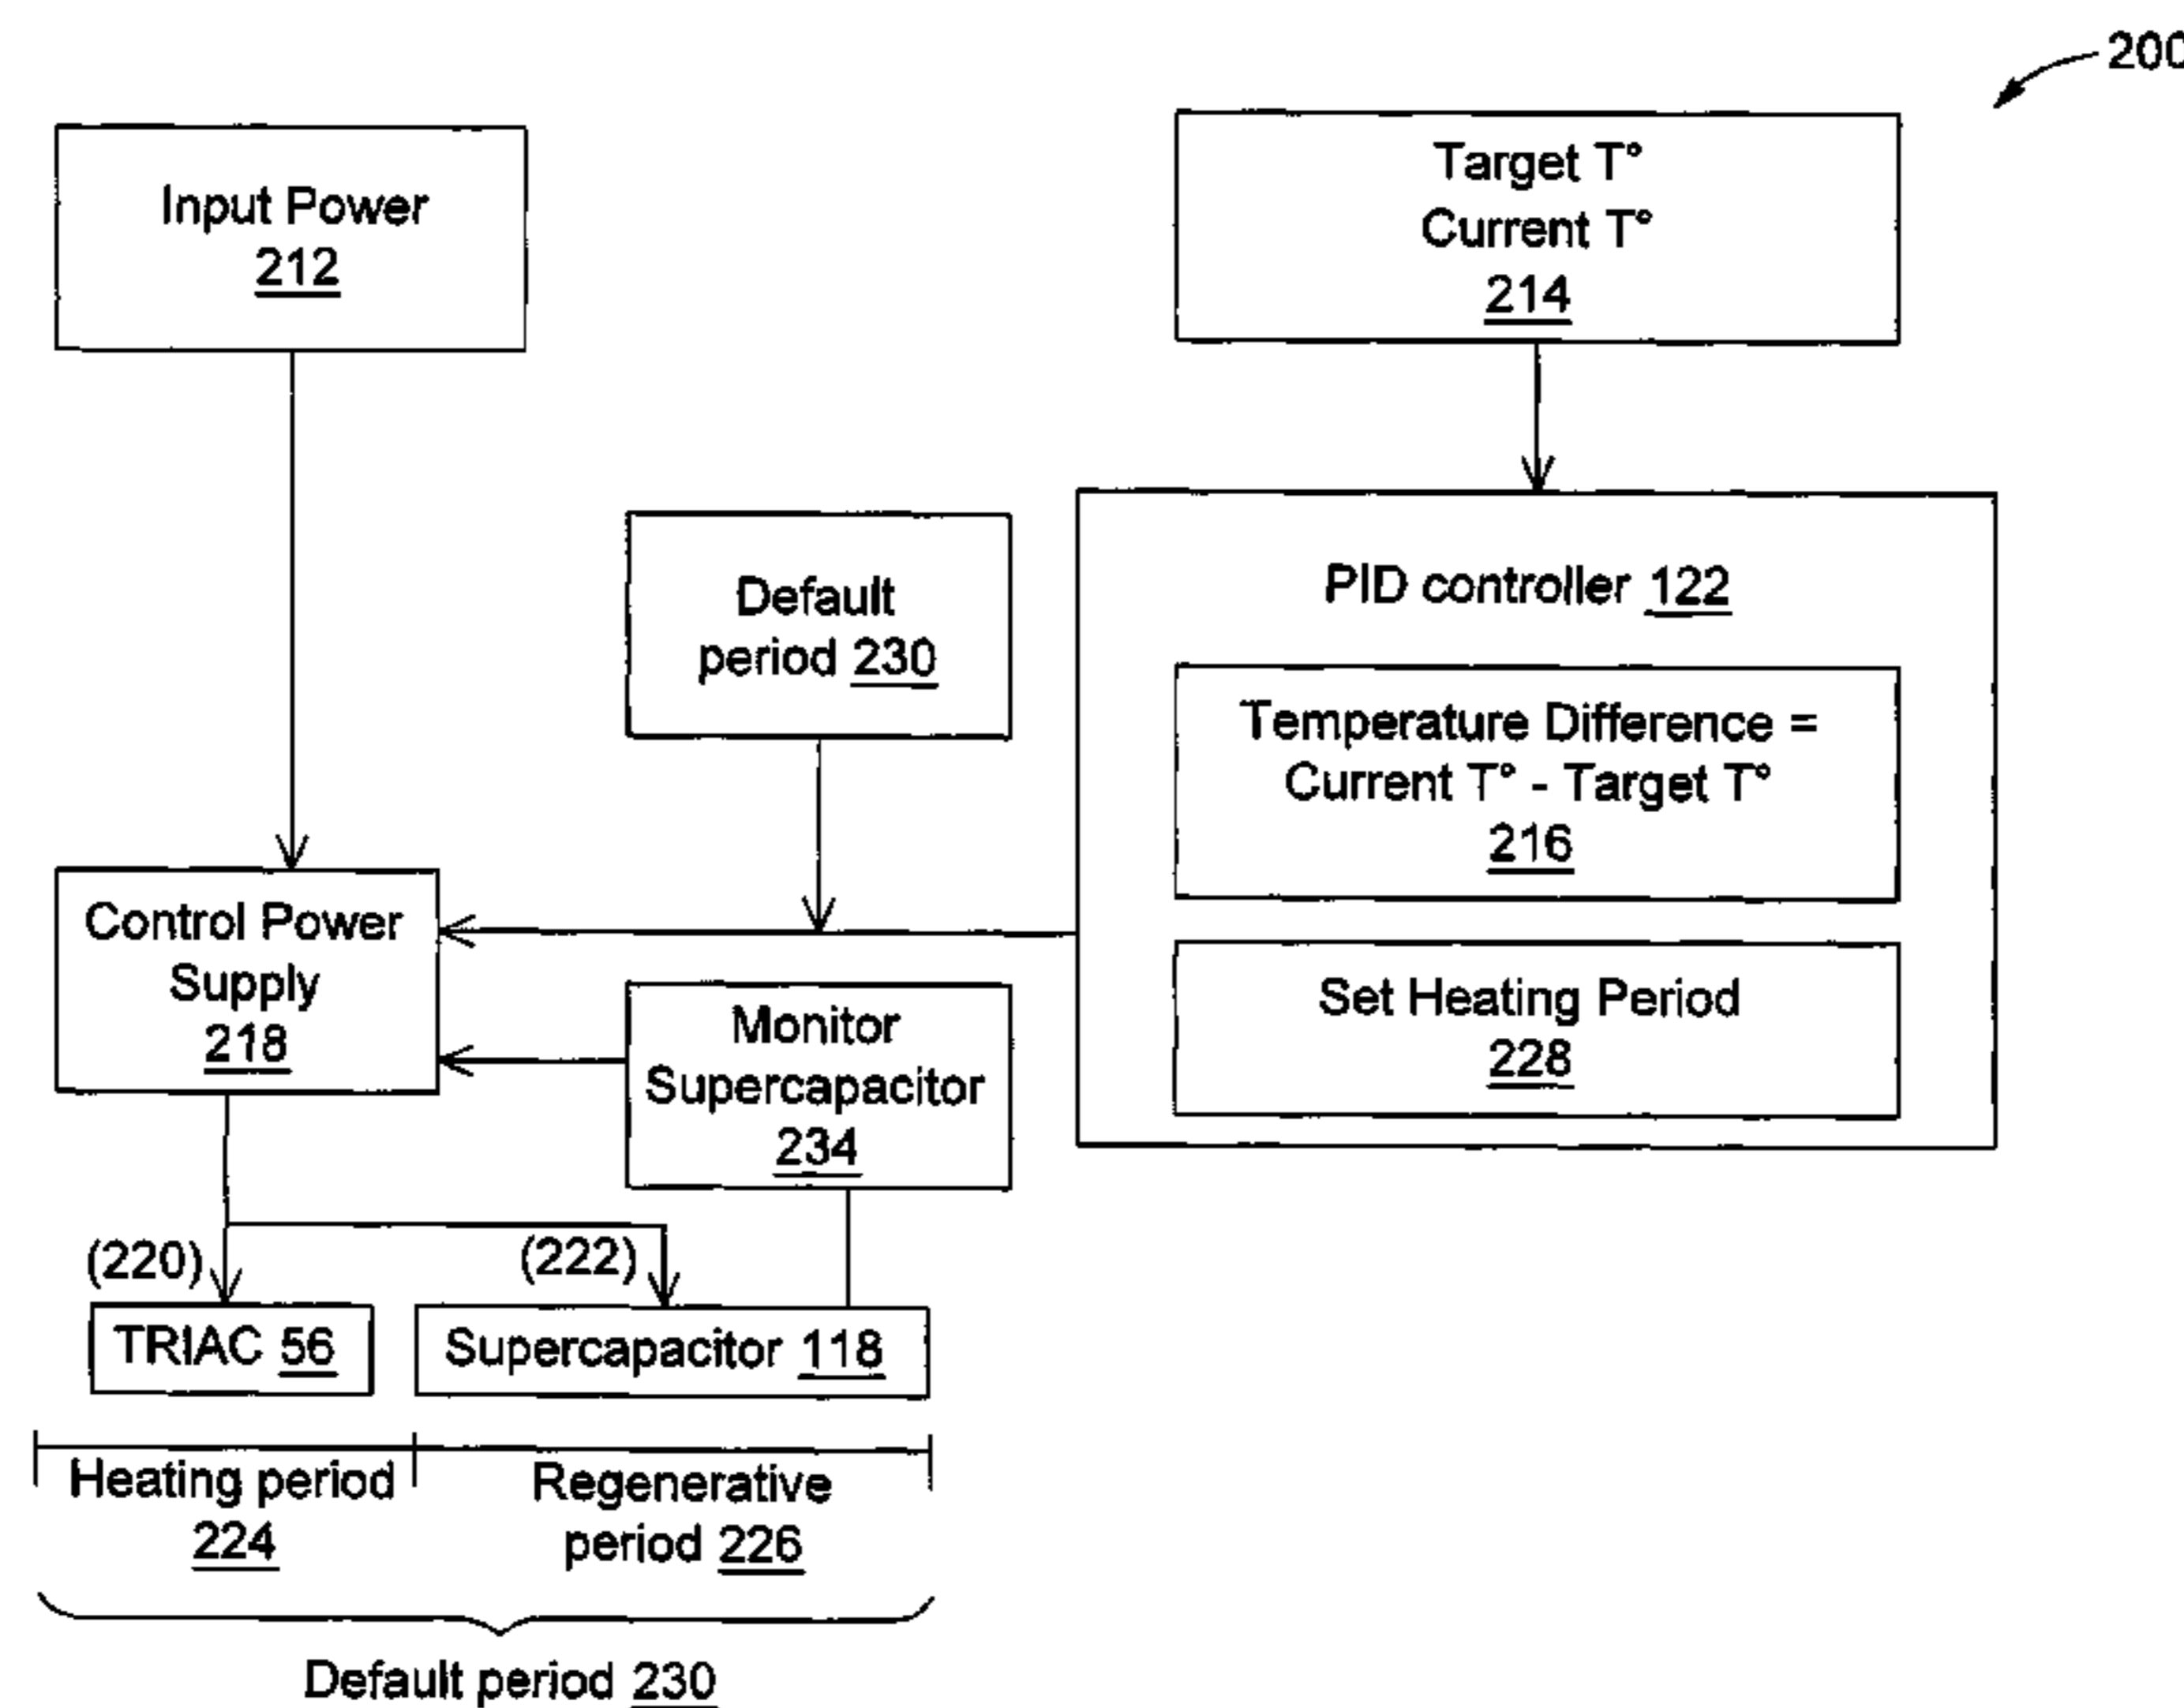 200
Input Power
212
Target T°
Current T°
214
Default
period 230
PID controller 122
Temperature Difference =
Current T° - Target T°
216
Set Heating Period
228
Control Power
Supply
218
Monitor
Supercapacitor
234
(220)
(222)
TRIAC 56
Supercapacitor 118
Heating period
224
Regenerative
period 226
Default period 230